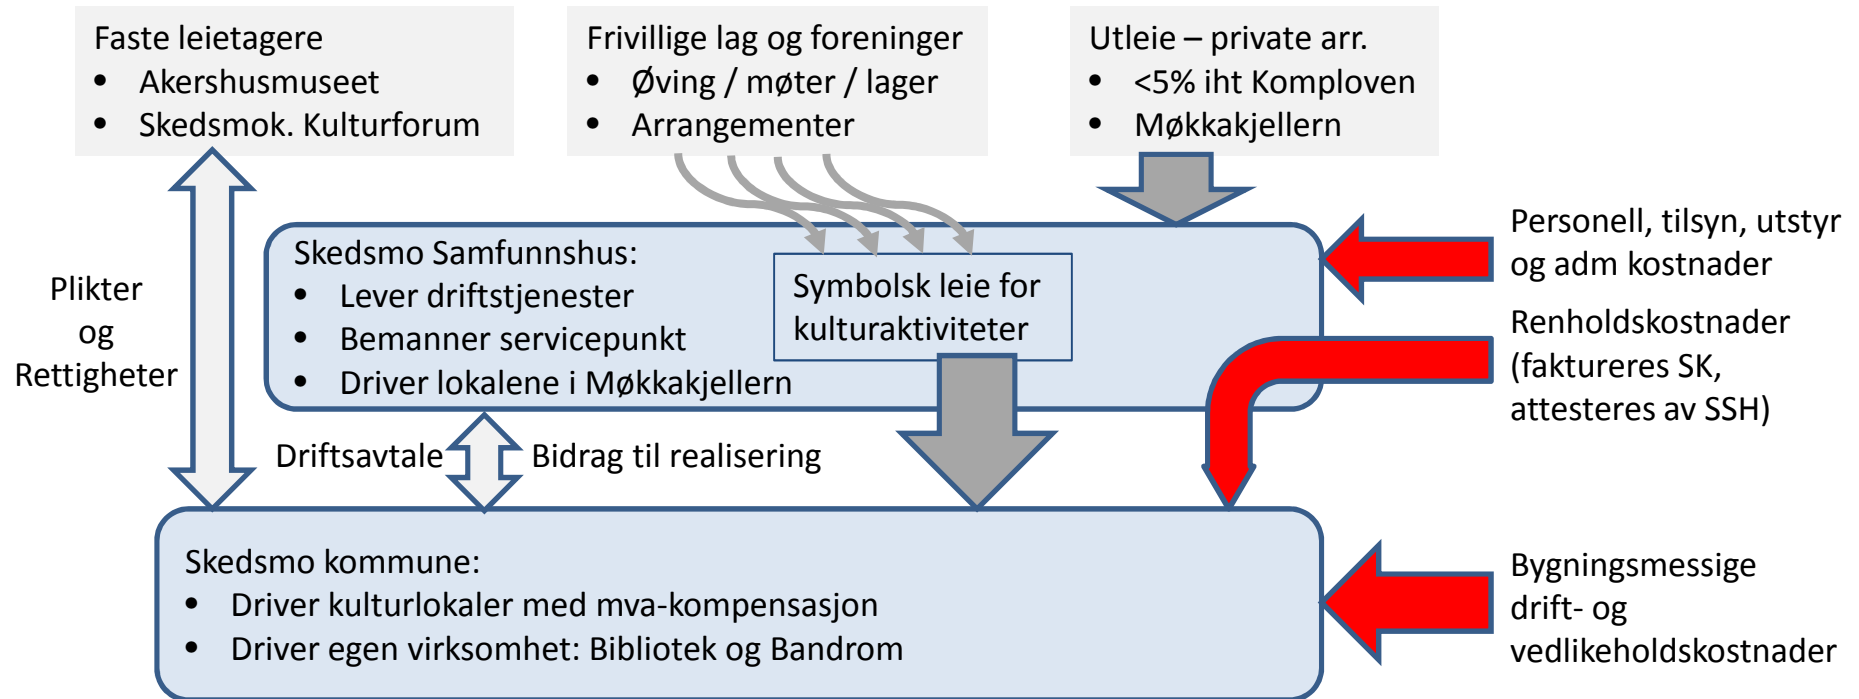 Faste leietagere
• Akershusmuseet
• Skedsmok. Kulturforum
Frivillige lag og foreninger
• Øving / møter / lager
• Arrangementer
Utleie – private arr.
• <5% iht Komploven
• Møkkakjellern
Plikter
og
Rettigheter
Skedsmo Samfunnshus:
• Lever driftstjenester
• Bemanner servicepunkt
• Driver lokalene i Møkkakjellern
Symbolsk leie for
kulturaktiviteter
Personell, tilsyn, utstyr
og adm kostnader
Renholdskostnader
(faktureres SK,
attesteres av SSH)
Driftsavtale
Bidrag til realisering
Skedsmo kommune:
• Driver kulturlokaler med mva-kompensasjon
• Driver egen virksomhet: Bibliotek og Bandrom
Bygningsmessige
drift- og
vedlikeholdskostnader